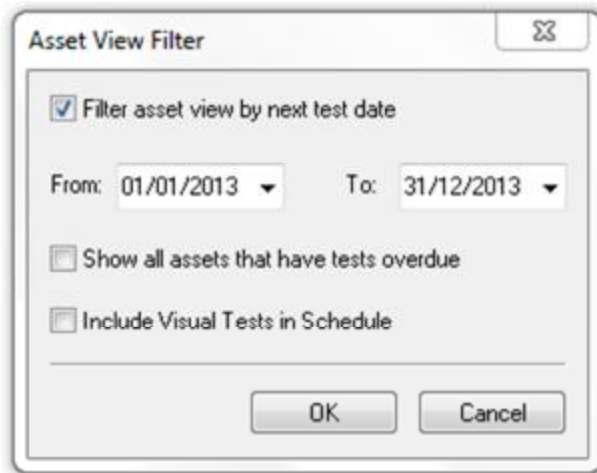 Asset View Filter
Filter asset view by next test date
From: 01/01/2013 To: 31/12/2013
Show all assets that have tests overdue
Include Visual Tests in Schedule
OK Cancel